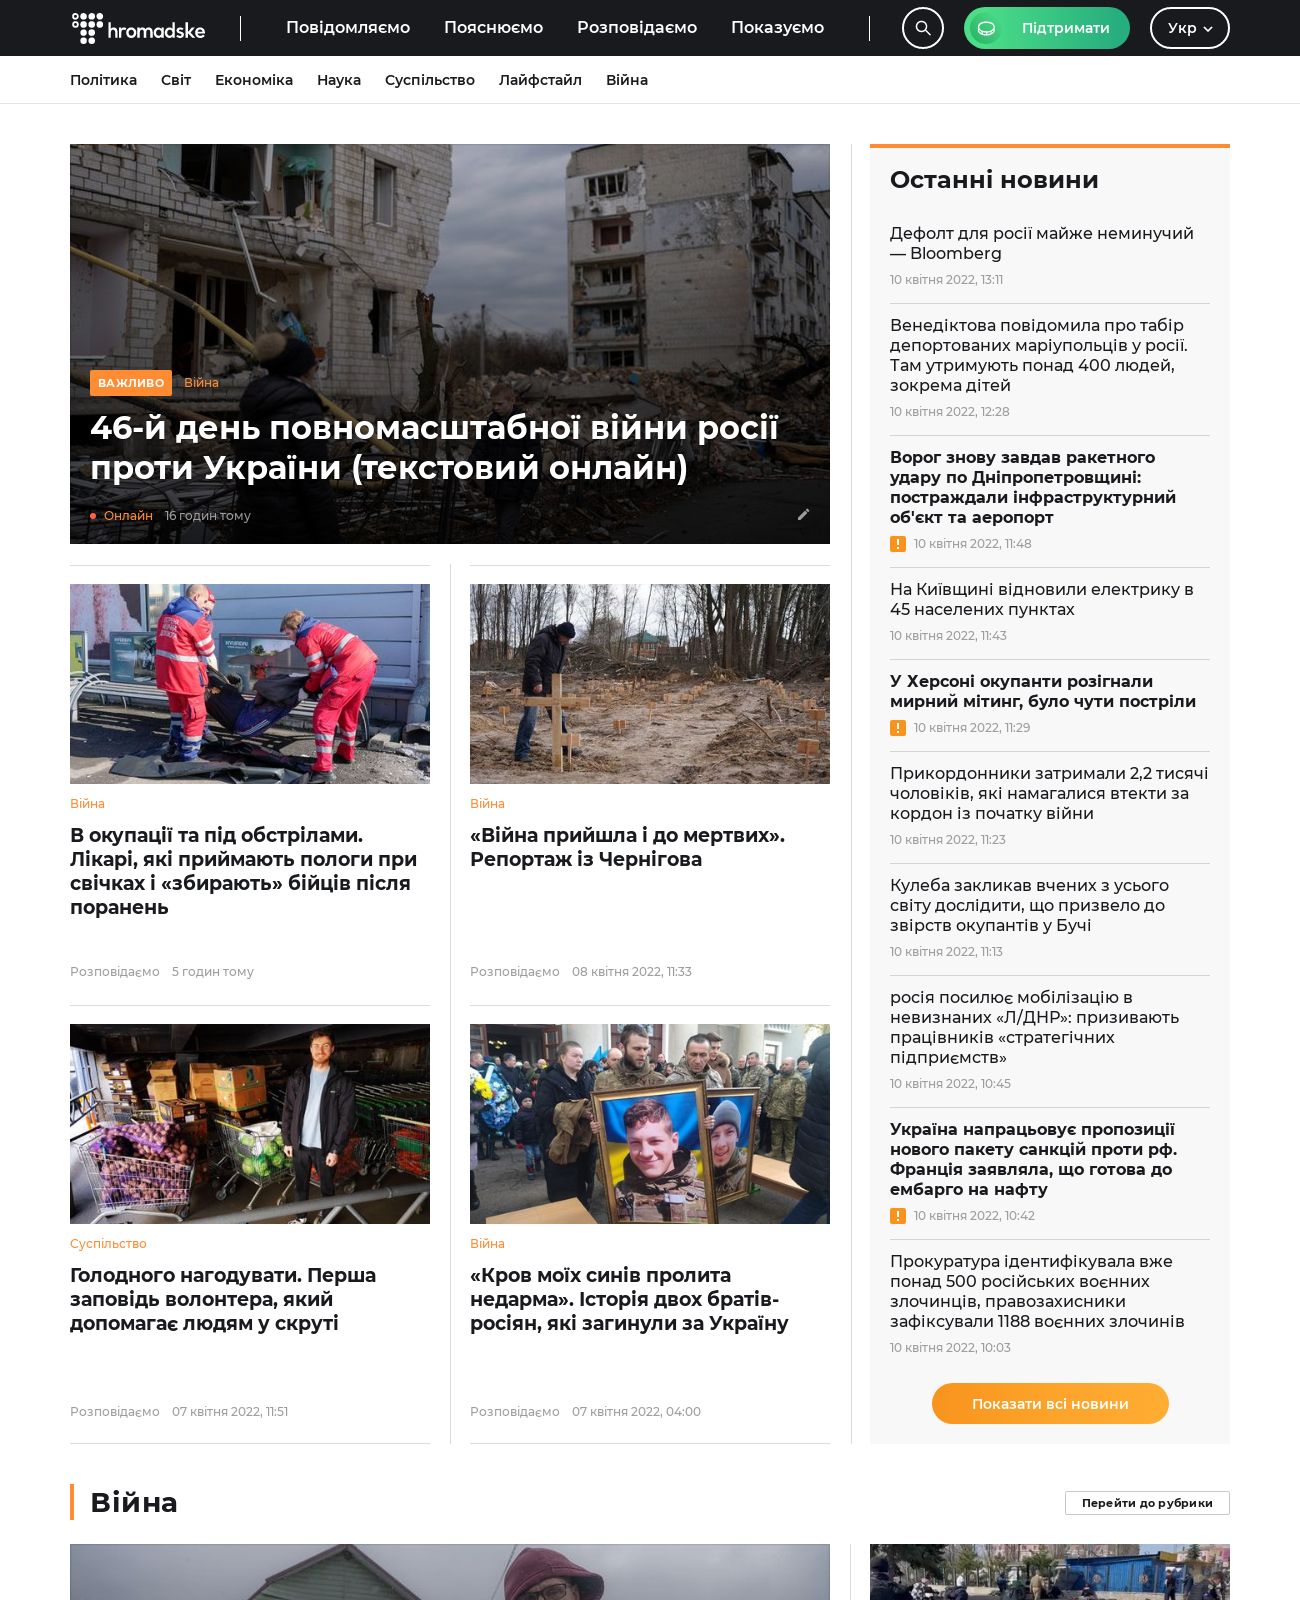 hromadske
Повідомляємо
Пояснюємо
Розповідаємо
Показуємо
Підтримати
Укр
Політика
Світ
Економіка
Наука
Суспільство
Лайфстайл
Війна
ВАЖЛИВО
Війна
46-й день повномасштабної війни росії
проти України (текстовий онлайн)
Онлайн
16 годин тому
Війна
В окупації та під обстрілами.
Лікарі, які приймають пологи при
свічках і «збирають» бійців після
поранень
Розповідаємо
5 годин тому
Війна
«Війна прийшла і до мертвих».
Репортаж із Чернігова
Розповідаємо
08 квітня 2022, 11:33
Суспільство
Голодного нагодувати. Перша
заповідь волонтера, який
допомагає людям у скруті
Розповідаємо
07 квітня 2022, 11:51
Війна
«Кров моїх синів пролита
недарма». Історія двох братів-
росіян, які загинули за Україну
Розповідаємо
07 квітня 2022, 04:00
Останні новини
Дефолт для росії майже неминучий
— Bloomberg
10 квітня 2022, 13:11
Венедіктова повідомила про табір
депортованих маріупольців у росії.
Там утримують понад 400 людей,
зокрема дітей
10 квітня 2022, 12:28
Ворог знову завдав ракетного
удару по Дніпропетровщині:
постраждали інфраструктурний
об'єкт та аеропорт
10 квітня 2022, 11:48
На Київщині відновили електрику в
45 населених пунктах
10 квітня 2022, 11:43
У Херсоні окупанти розігнали
мирний мітинг, було чути постріли
10 квітня 2022, 11:29
Прикордонники затримали 2,2 тисячі
чоловіків, які намагалися втекти за
кордон із початку війни
10 квітня 2022, 11:23
Кулеба закликав вчених з усього
світу дослідити, що призвело до
звірств окупантів у Бучі
10 квітня 2022, 11:13
росія посилює мобілізацію в
невизнаних «Л/ДНР»: призивають
працівників «стратегічних
підприємств»
10 квітня 2022, 10:45
Україна напрацьовує пропозиції
нового пакету санкцій проти рф.
Франція заявляла, що готова до
ембарго на нафту
10 квітня 2022, 10:42
Прокуратура ідентифікувала вже
понад 500 російських воєнних
злочинців, правозахисники
зафіксували 1188 воєнних злочинів
10 квітня 2022, 10:03
Показати всі новини
Війна
Перейти до рубрики